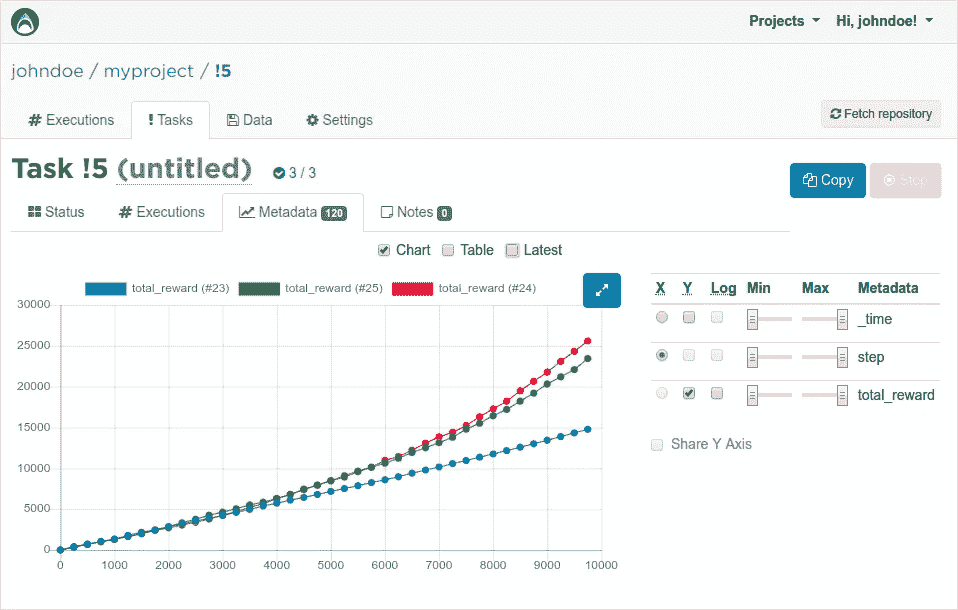 Projects Hi, johndoe!
johndoe / myproject / !5
# Executions ! Tasks Data Settings Fetch repository
Task !5 (untitled) 3 / 3
Copy Stop
Status # Executions Metadata 120 Notes 0
Chart Table Latest
total_reward (#23) total_reward (#25) total_reward (#24)
X Y Log Min Max Metadata
_time
step
total_reward
Share Y Axis
30000
25000
20000
15000
10000
5000
0
0 1000 2000 3000 4000 5000 6000 7000 8000 9000 10000